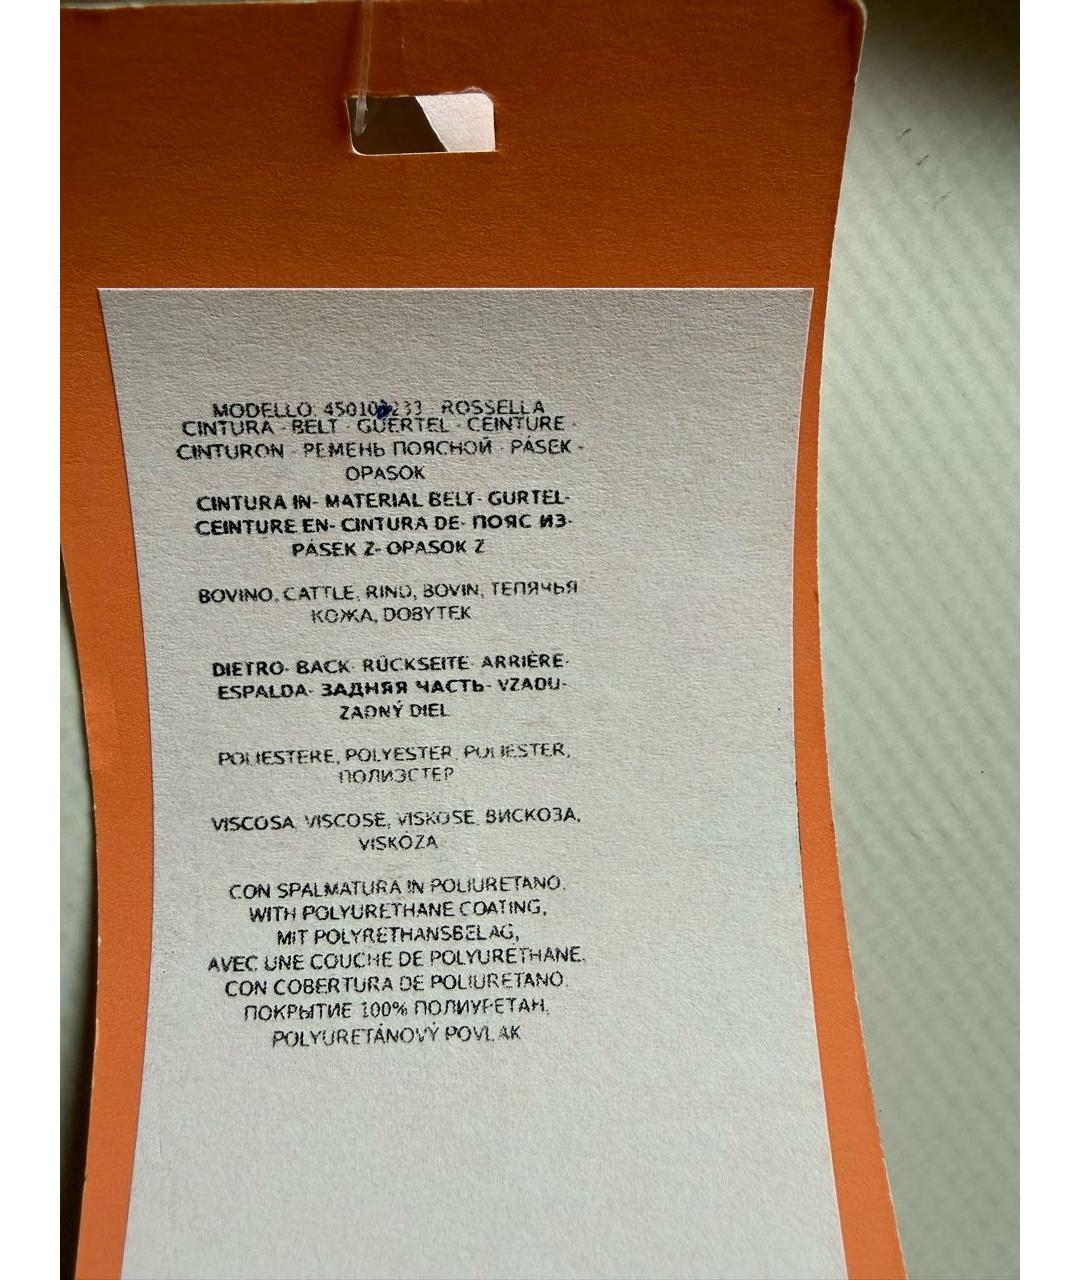 MODELLO: ROSSELLA
CINTURA - BELT - GUERTEL - CEINTURE -
CINTURON - РЕМЕНЬ ПОЯСНОЙ - PÁSEK -
OPASOK
CINTURA IN- MATERIAL BELT- GURTEL-
CEINTURE EN- CINTURA DE- ПОЯС ИЗ-
PÁSEK Z- OPASOK Z
BOVINO, CATTLE, RIND, BOVIN, ТЕПЯЧЬЯ
КОЖА, DOBYTEK
DIETRO- BACK- RÜCKSEITE- ARRIÈRE-
ESPALDA- ЗАДНЯЯ ЧАСТЬ- VZADU-
ZADNÝ DIEL
POLIESTERE, POLYESTER, POLIESTER,
ПОЛИЭСТЕР
VISCOSA, VISCOSE, VISKOSE, ВИСКОЗА,
VISKÓZA
CON SPALMATURA IN POLIURETANO,
WITH POLYURETHANE COATING,
MIT POLYRETHANSBELAG,
AVEC UNE COUCHE DE POLYURETHANE,
CON COBERTURA DE POLIURETANO,
ПОКРЫТИЕ 100% ПОЛИУРЕТАН,
POLYURETÁNOVÝ POVLAK